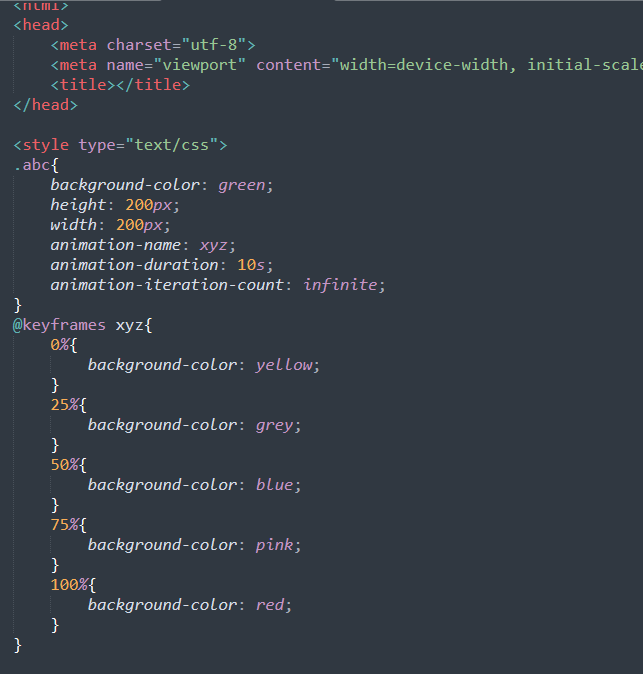 <html>
<head>
    <meta charset="utf-8">
    <meta name="viewport" content="width=device-width, initial-scale
    <title></title>
</head>

<style type="text/css">
.abc{
    background-color: green;
    height: 200px;
    width: 200px;
    animation-name: xyz;
    animation-duration: 10s;
    animation-iteration-count: infinite;
}
@keyframes xyz{
    0%{
        background-color: yellow;
    }
    25%{
        background-color: grey;
    }
    50%{
        background-color: blue;
    }
    75%{
        background-color: pink;
    }
    100%{
        background-color: red;
    }
}